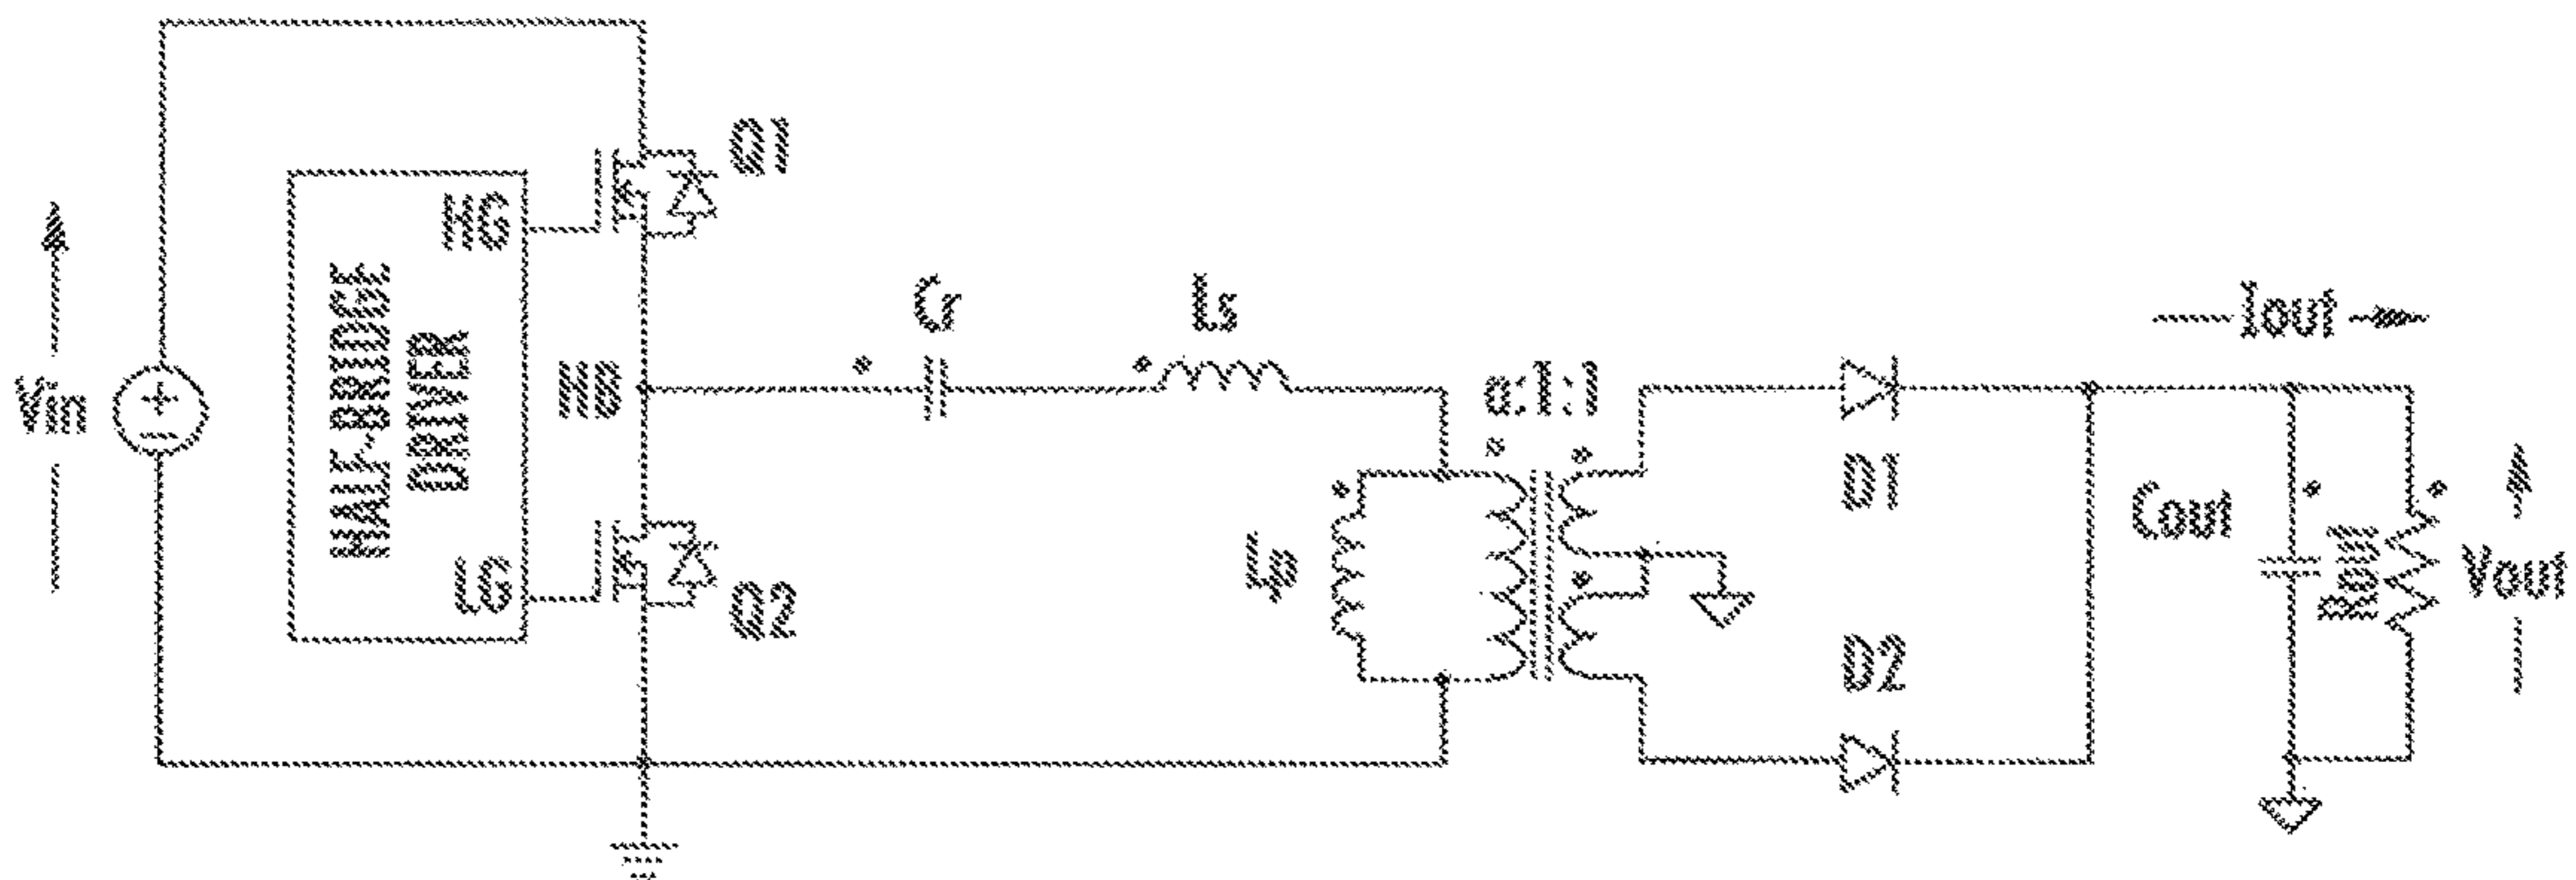 Q1
HG
HALF-BRIDGE
DRIVER
Vin
HB
LG
Q2
Cr
Ls
a:1:1
Lp
D1
D2
Iout
Cout
Rout
Vout